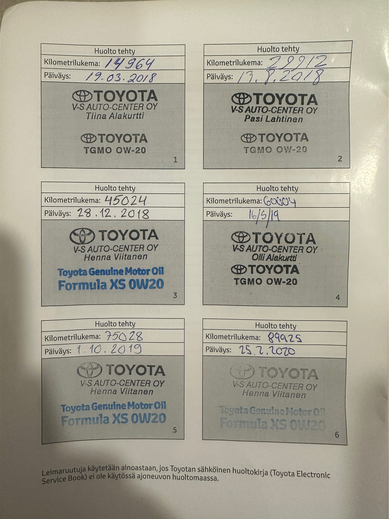 Huolto tehty
Kilometrilukema: 14964
Päiväys: 19.03.2018
TOYOTA
V-S AUTO-CENTER OY
Tiina Alakurtti
TOYOTA
TGMO OW-20
1
Huolto tehty
Kilometrilukema: 29912
Päiväys: 13.8.2018
TOYOTA
V-S AUTO-CENTER OY
Pasi Lahtinen
TOYOTA
TGMO OW-20
2
Huolto tehty
Kilometrilukema: 45024
Päiväys: 28.12.2018
TOYOTA
V-S AUTO-CENTER OY
Henna Viitanen
Toyota Genuine Motor Oil
Formula XS 0W20
3
Huolto tehty
Kilometrilukema: 60004
Päiväys: 16/5/19
TOYOTA
V-S AUTO-CENTER OY
Olli Alakurtti
TOYOTA
TGMO OW-20
4
Huolto tehty
Kilometrilukema: 75028
Päiväys: 1.10.2019
TOYOTA
V-S AUTO-CENTER OY
Henna Viitanen
Toyota Genuine Motor Oil
Formula XS 0W20
5
Huolto tehty
Kilometrilukema: 89925
Päiväys: 25.2.2020
TOYOTA
V-S AUTO-CENTER OY
Henna Viitanen
Toyota Genuine Motor Oil
Formula XS 0W20
6
Leimaruutuja käytetään ainoastaan, jos Toyotan sähköinen huoltokirja (Toyota Electronic
Service Book) ei ole käytössä ajoneuvon huoltomaassa.